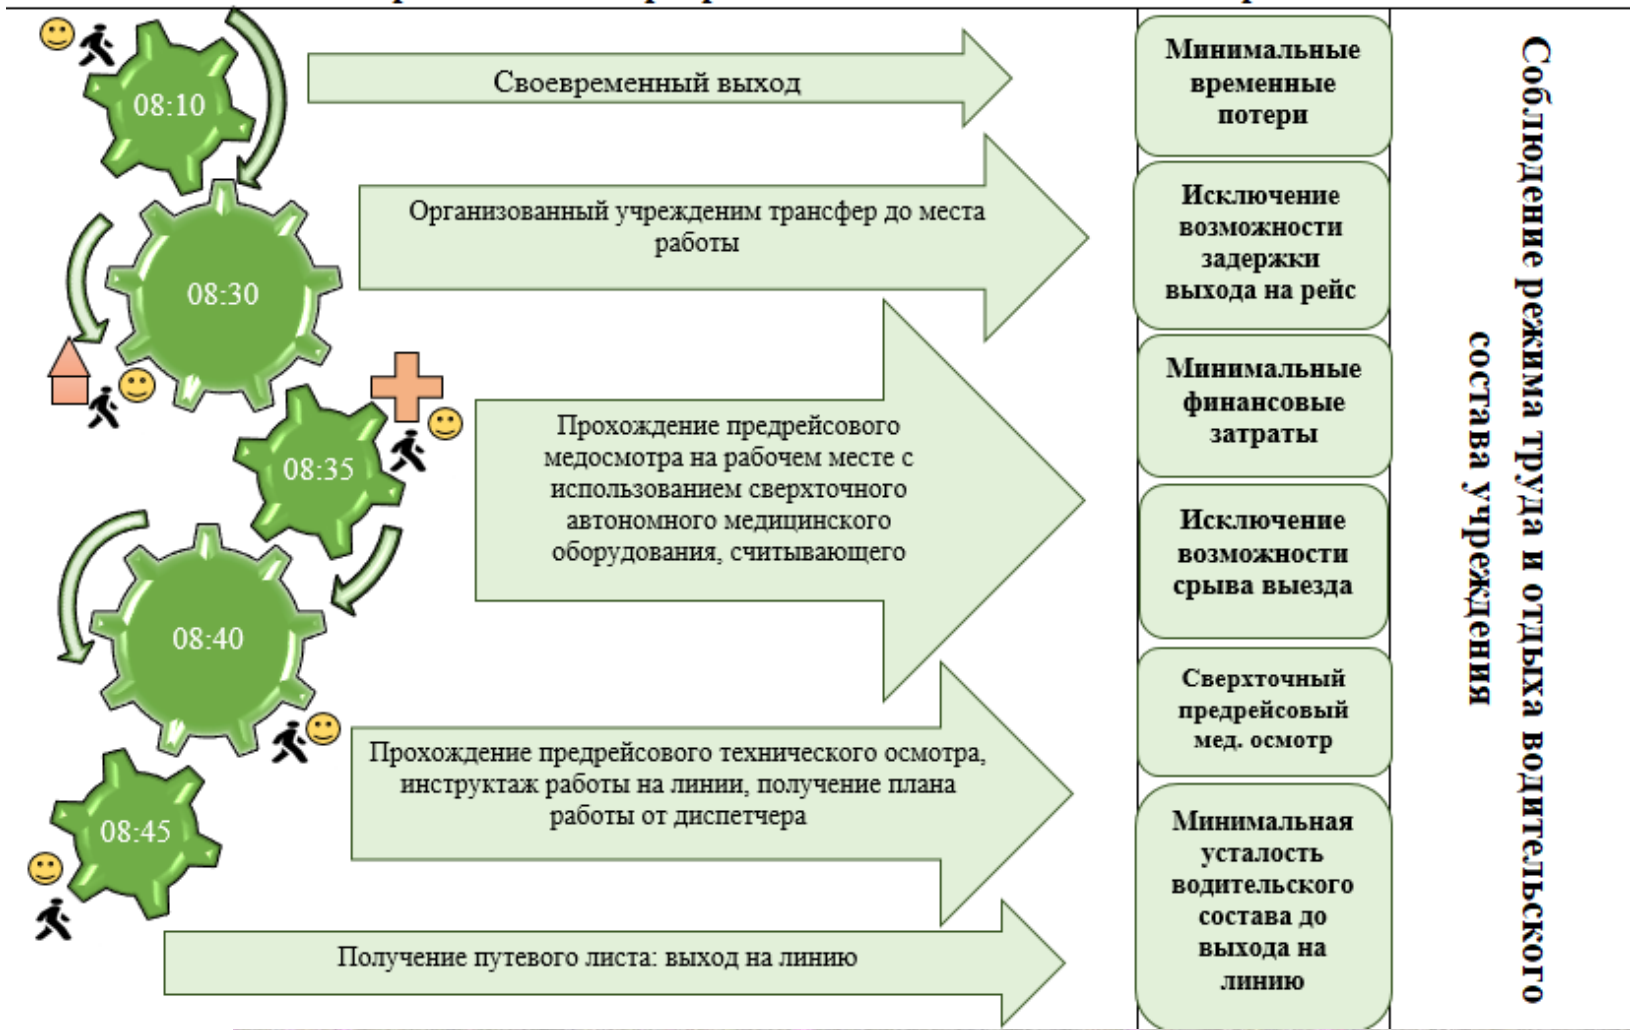 08:10
Своевременный выход
08:30
Организованный учреждением трансфер до места
работы
08:35
Прохождение предрейсового
медосмотра на рабочем месте с
использованием сверхточного
автономного медицинского
оборудования, считывающего
08:40
Прохождение предрейсового технического осмотра,
инструктаж работы на линии, получение плана
работы от диспетчера
08:45
Получение путевого листа: выход на линию
Минимальные
временные
потери
Исключение
возможности
задержки
выхода на рейс
Минимальные
финансовые
затраты
Исключение
возможности
срыва выезда
Сверхточный
предрейсовый
мед. осмотр
Минимальная
усталость
водительского
состава до
выхода на
линию
Соблюдение режима труда и отдыха водительского
состава учреждения